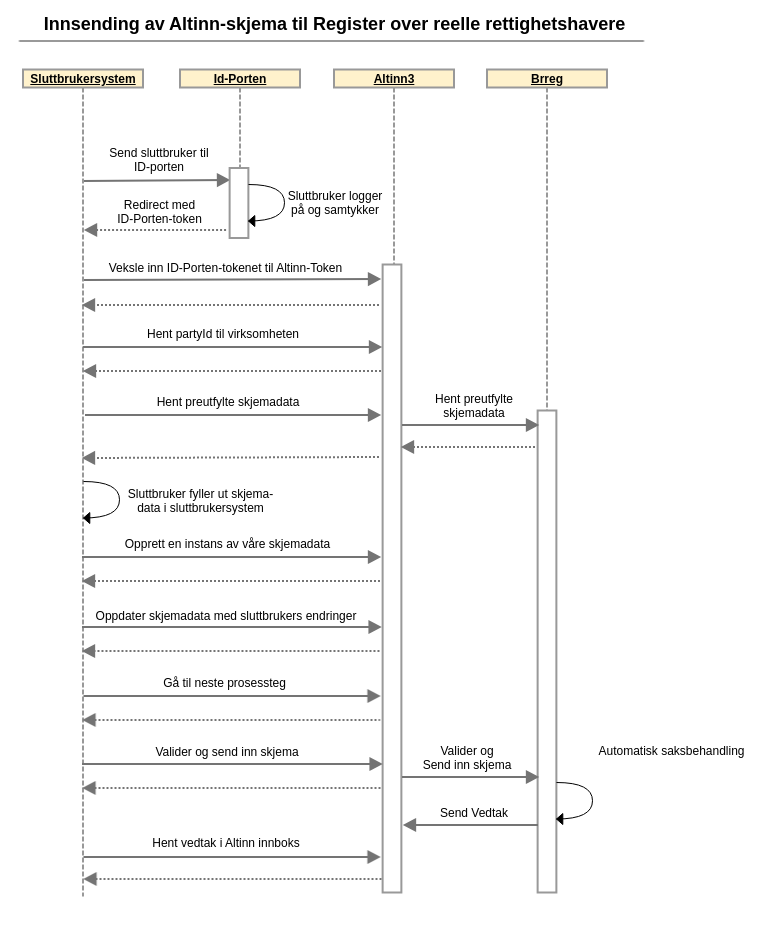 Innsending av Altinn-skjema til Register over reelle rettighetshavere
Sluttbrukersystem
Id-Porten
Altinn3
Brreg
Send sluttbruker til
ID-porten
Sluttbruker logger
på og samtykker
Redirect med
ID-Porten-token
Veksle inn ID-Porten-tokenet til Altinn-Token
Hent partyId til virksomheten
Hent preutfylte skjemadata
Hent preutfylte
skjemadata
Sluttbruker fyller ut skjema-
data i sluttbrukersystem
Opprett en instans av våre skjemadata
Oppdater skjemadata med sluttbrukers endringer
Gå til neste prosessteg
Valider og send inn skjema
Valider og
Send inn skjema
Automatisk saksbehandling
Send Vedtak
Hent vedtak i Altinn innboks